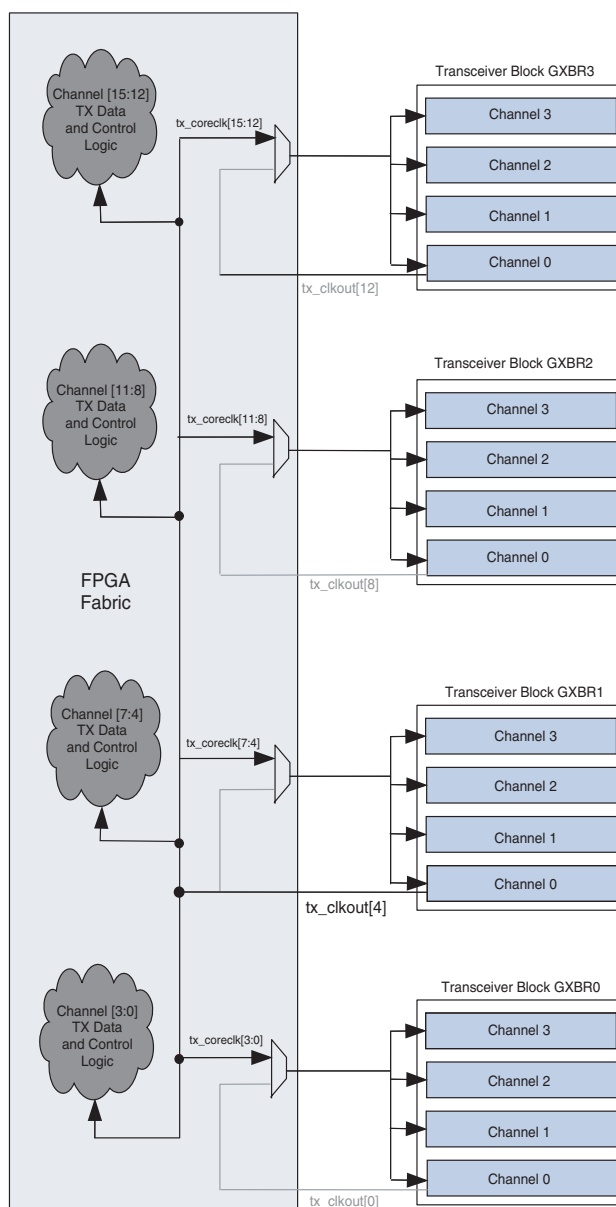 Transceiver Block GXBR3
Channel [15:12]
TX Data
and Control
Logic
tx_coreclk[15:12]
Channel 3
Channel 2
Channel 1
Channel 0
tx_clkout[12]
Transceiver Block GXBR2
Channel [11:8]
TX Data
and Control
Logic
tx_coreclk[11:8]
Channel 3
Channel 2
Channel 1
Channel 0
tx_clkout[8]
FPGA
Fabric
Transceiver Block GXBR1
Channel [7:4]
TX Data
and Control
Logic
tx_coreclk[7:4]
Channel 3
Channel 2
Channel 1
Channel 0
tx_clkout[4]
Transceiver Block GXBR0
Channel [3:0]
TX Data
and Control
Logic
tx_coreclk[3:0]
Channel 3
Channel 2
Channel 1
Channel 0
tx_clkout[0]